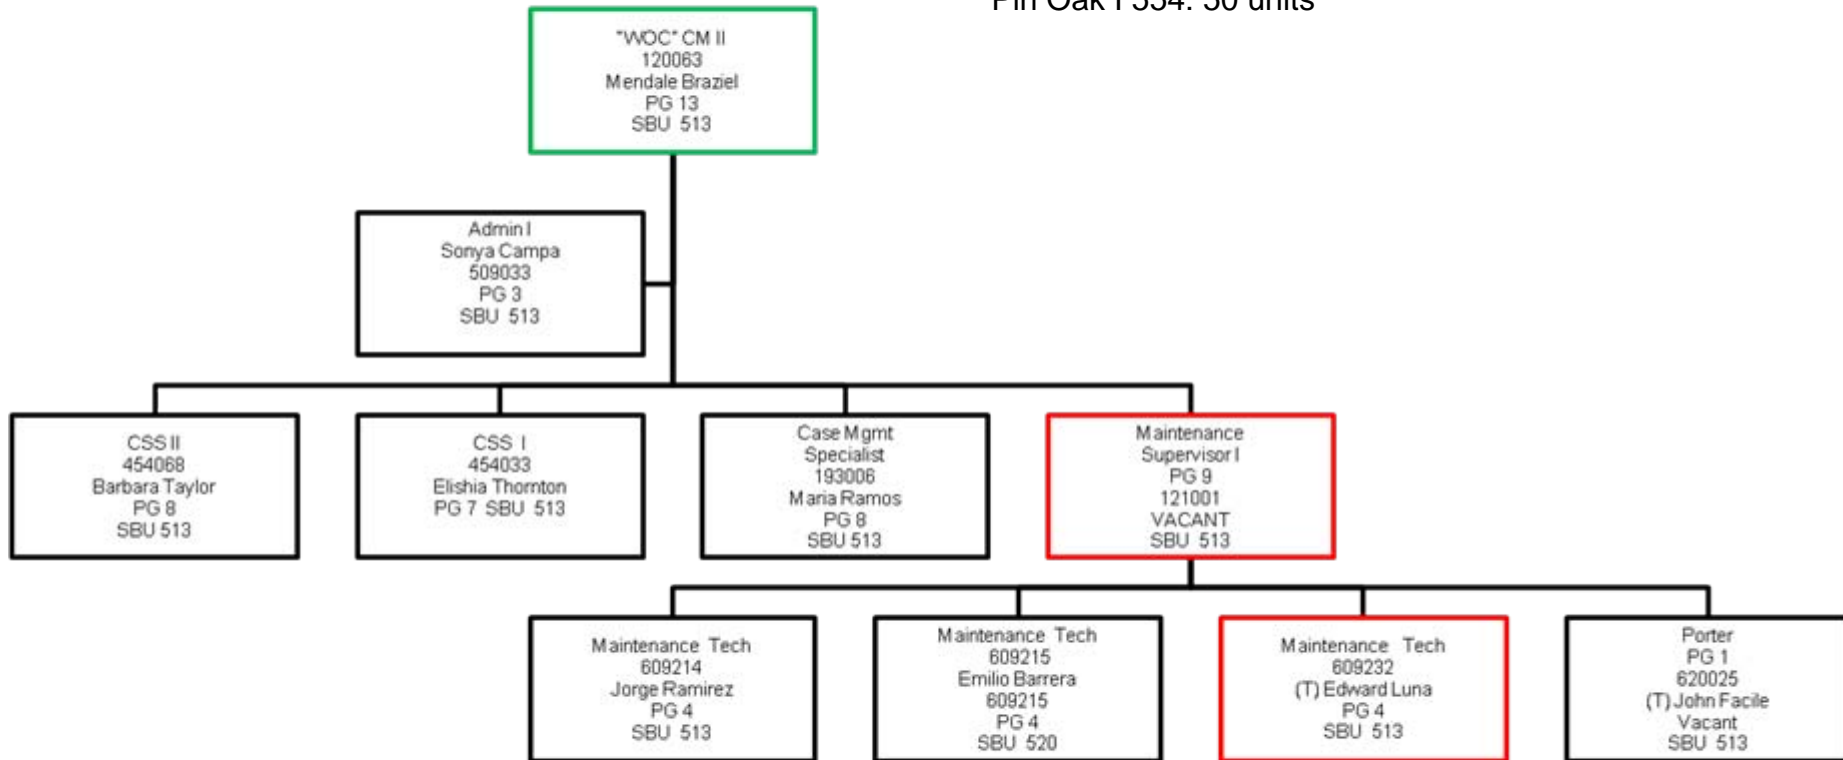 Pin Oak I 554: 50 units
"WOC" CM II
120063
Mendale Braziel
PG 13
SBU 513
Admin I
Sonya Campa
509033
PG 3
SBU 513
CSS II
454068
Barbara Taylor
PG 8
SBU 513
CSS I
454033
Elishia Thornton
PG 7 SBU 513
Case Mgmt
Specialist
193006
Maria Ramos
PG 8
SBU 513
Maintenance
Supervisor I
PG 9
121001
VACANT
SBU 513
Maintenance Tech
609214
Jorge Ramirez
PG 4
SBU 513
Maintenance Tech
609215
Emilio Barrera
609215
PG 4
SBU 520
Maintenance Tech
609232
(T) Edward Luna
PG 4
SBU 513
Porter
PG 1
620025
(T) John Facile
Vacant
SBU 513